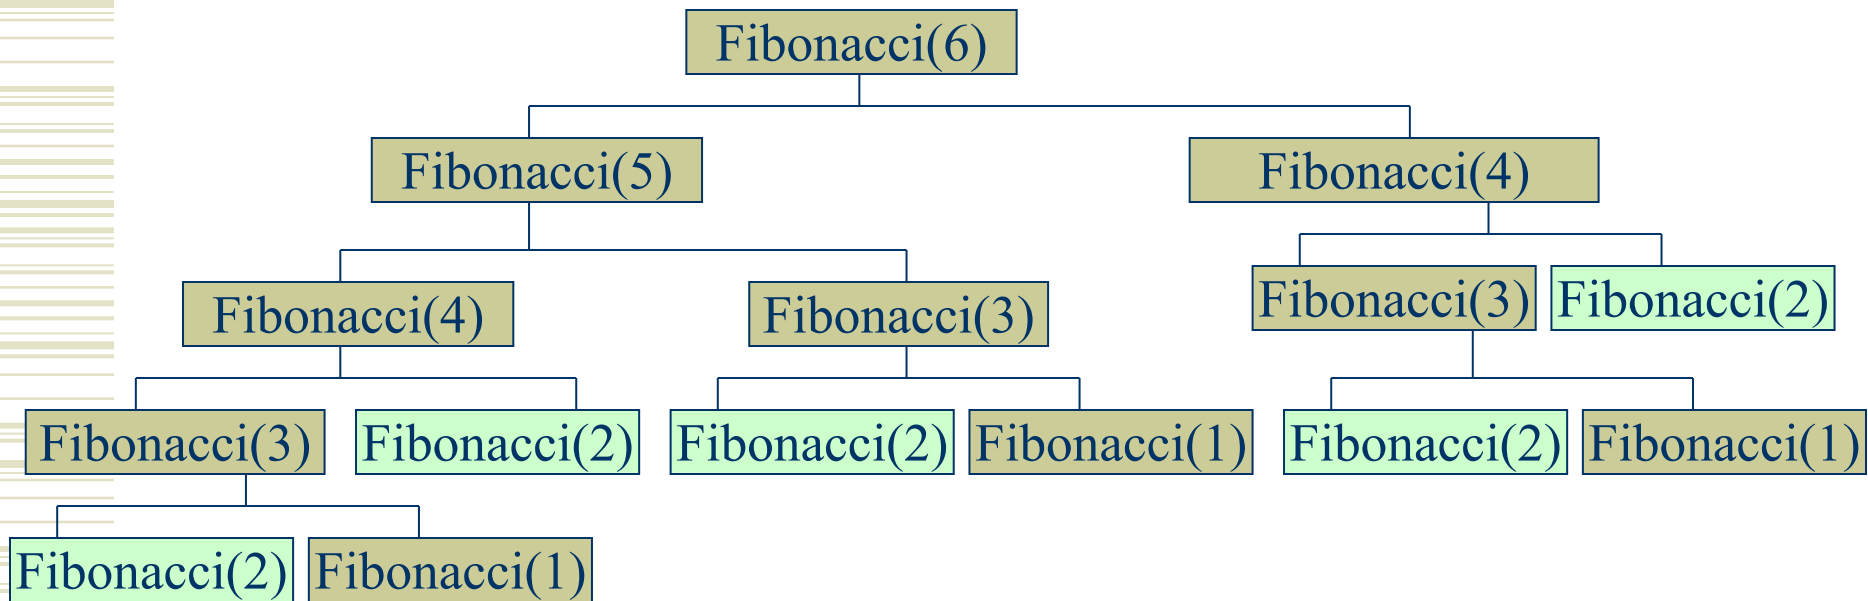 Fibonacci(6)
Fibonacci(5) Fibonacci(4)
Fibonacci(3) Fibonacci(2)
Fibonacci(4) Fibonacci(3)
Fibonacci(3) Fibonacci(2) Fibonacci(2) Fibonacci(1) Fibonacci(2) Fibonacci(1)
Fibonacci(2) Fibonacci(1)